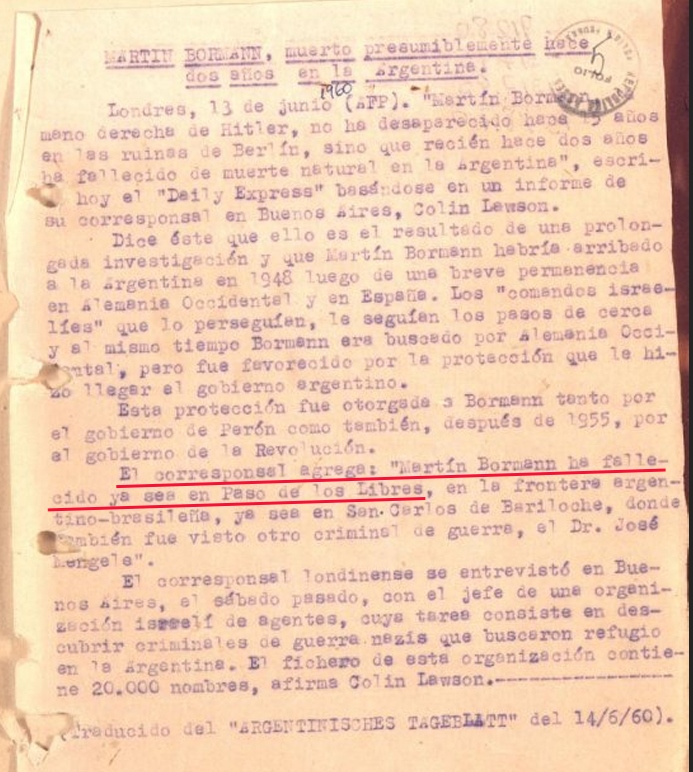 MARTIN BORMANN, muerto presumiblemente hace
dos años en la Argentina.
1960
Londres, 13 de junio (AFP). "Martín Bormann
mano derecha de Hitler, no ha desaparecido hace 15 años
en las ruinas de Berlín, sino que recién hace dos años
ha fallecido de muerte natural en la Argentina", escri-
hoy el "Daily Express" basándose en un informe de
su corresponsal en Buenos Aires, Colin Lawson.
Dice éste que ello es el resultado de una prolon-
gada investigación y que Martín Bormann habría arribado
a la Argentina en 1948 luego de una breve permanencia
en Alemania Occidental y en España. Los "comandos israe-
líes" que lo perseguían, le seguían los pasos de cerca
y al mismo tiempo Bormann era buscado por Alemania Occi-
dental, pero fue favorecido por la protección que le hi-
zo llegar el gobierno argentino.
Esta protección fue otorgada a Bormann tanto por
el gobierno de Perón como también, después de 1955, por
el gobierno de la Revolución.
El corresponsal agrega: "Martín Bormann ha falle-
cido ya sea en Paso de los Libres, en la frontera argen-
tino-brasileña, ya sea en San Carlos de Bariloche, donde
también fue visto otro criminal de guerra, el Dr. José
Mengele".
El corresponsal londinense se entrevistó en Bue-
nos Aires, el sábado pasado, con el jefe de una organi-
zación israelí de agentes, cuya tarea consiste en des-
cubrir criminales de guerra nazis que buscaron refugio
en la Argentina. El fichero de esta organización contie-
ne 20.000 nombres, afirma Colin Lawson.-----------------
(Traducido del "ARGENTINISCHES TAGEBLATT" del 14/6/60).
FOLIO